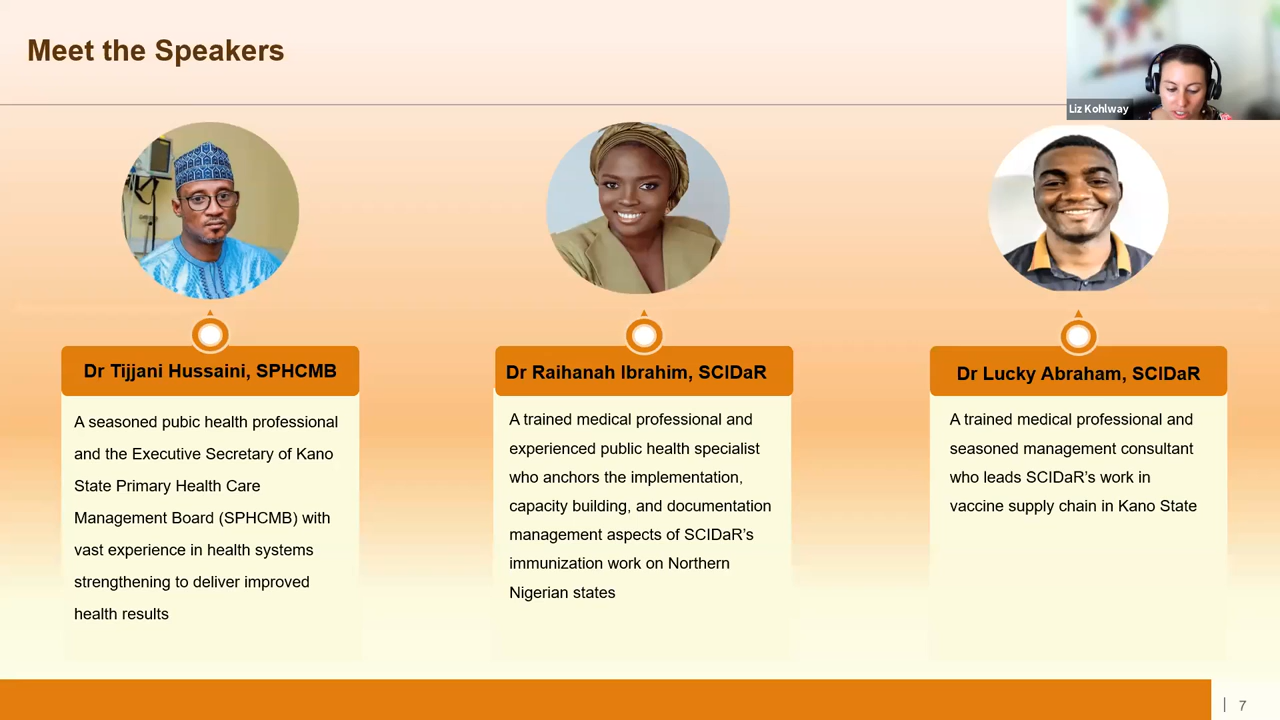 Meet the Speakers
Liz Kohlway
Dr Tijjani Hussaini, SPHCMB
A seasoned pubic health professional
and the Executive Secretary of Kano
State Primary Health Care
Management Board (SPHCMB) with
vast experience in health systems
strengthening to deliver improved
health results
Dr Raihanah Ibrahim, SCIDaR
A trained medical professional and
experienced public health specialist
who anchors the implementation,
capacity building, and documentation
management aspects of SCIDaR’s
immunization work on Northern
Nigerian states
Dr Lucky Abraham, SCIDaR
A trained medical professional and
seasoned management consultant
who leads SCIDaR’s work in
vaccine supply chain in Kano State
7